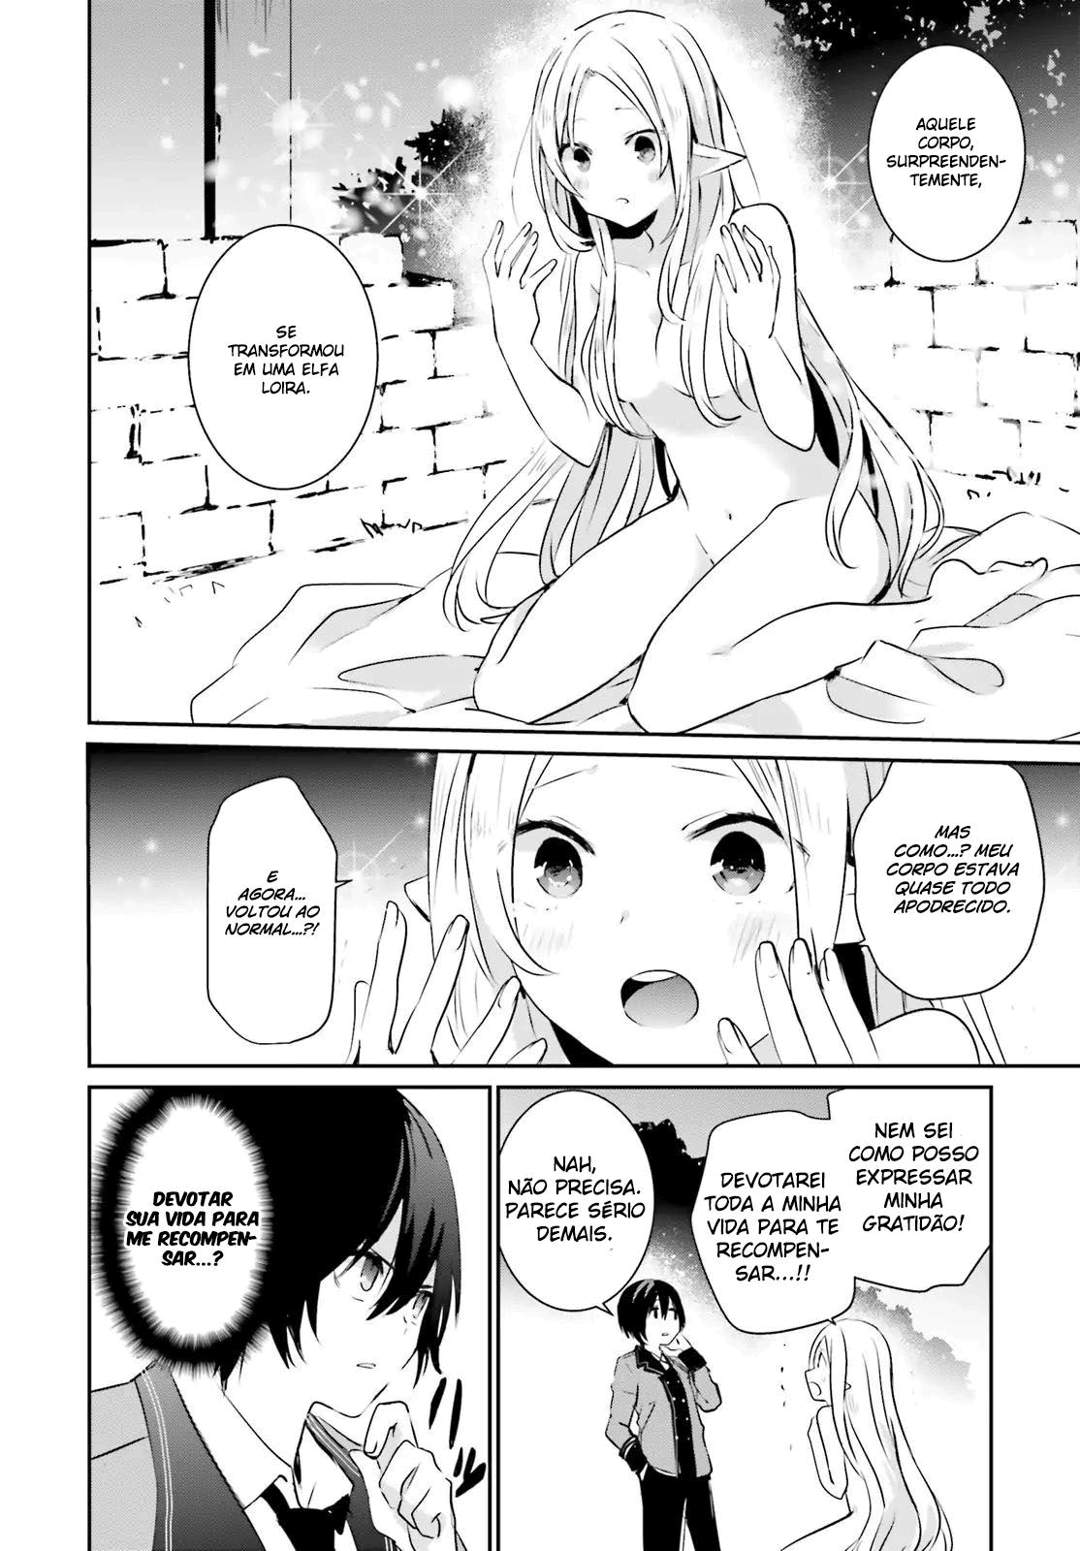 AQUELE
CORPO,
SURPREENDEN-
TEMENTE,
SE
TRANSFORMOU
EM UMA ELFA
LOIRA.
MAS
COMO...? MEU
CORPO ESTAVA
QUASE TODO
APODRECIDO.
E
AGORA...
VOLTOU AO
NORMAL...?!
NEM SEI
COMO POSSO
EXPRESSAR
MINHA
GRATIDÃO!
DEVOTAREI
TODA A MINHA
VIDA PARA TE
RECOMPEN-
SAR...!!
NAH,
NÃO PRECISA.
PARECE SÉRIO
DEMAIS.
DEVOTAR
SUA VIDA PARA
ME RECOMPEN-
SAR...?